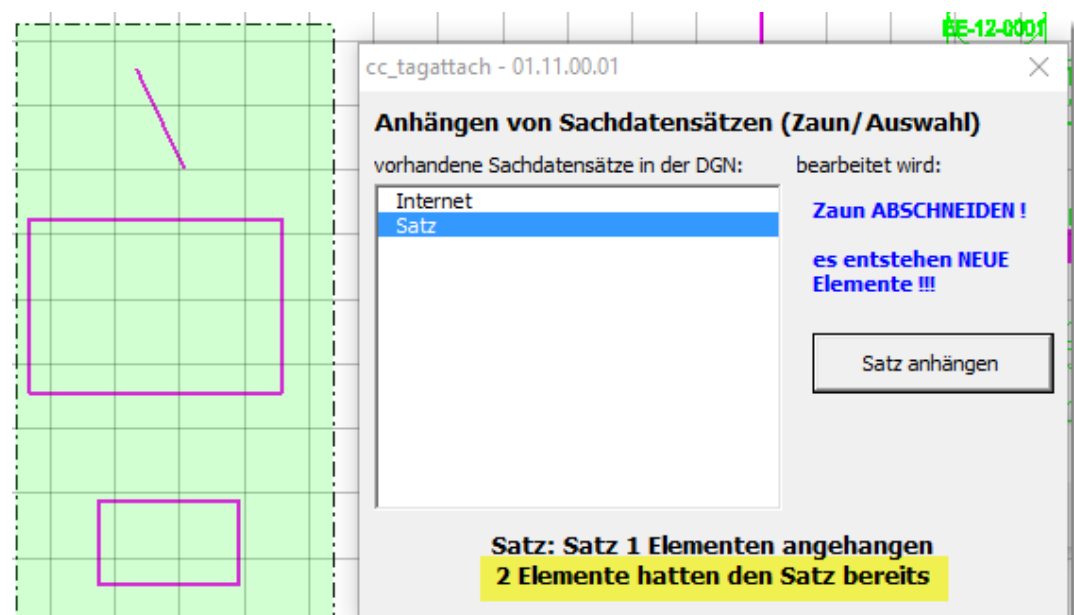 EE-12-0001
cc_tagattach - 01.11.00.01
Anhängen von Sachdatensätzen (Zaun/Auswahl)
vorhandene Sachdatensätze in der DGN:
bearbeitet wird:
Internet
Satz
Zaun ABSCHNEIDEN !
es entstehen NEUE
Elemente !!!
Satz anhängen
Satz: Satz 1 Elementen angehangen
2 Elemente hatten den Satz bereits